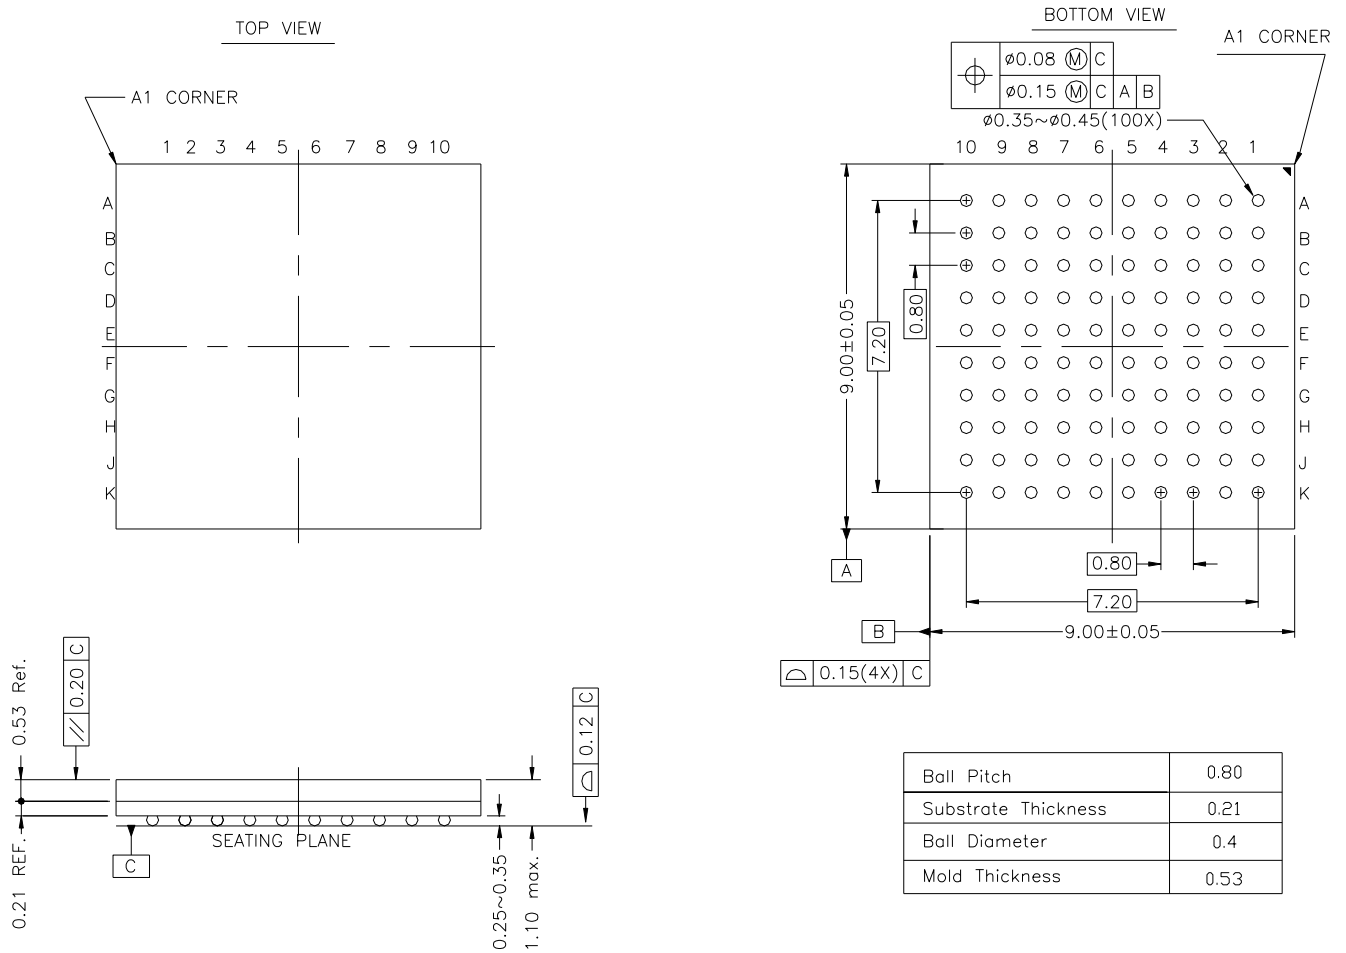 TOP VIEW
A1 CORNER
1 2 3 4 5 6 7 8 9 10
A
B
C
D
E
F
G
H
J
K
BOTTOM VIEW
A1 CORNER
ø0.08 Ⓜ C
ø0.15 Ⓜ C A B
ø0.35~ø0.45(100X)
10 9 8 7 6 5 4 3 2 1
A
B
C
D
E
F
G
H
J
K
9.00±0.05
7.20
0.80
A
0.80
7.20
B
9.00±0.05
0.15(4X) C
0.53 Ref.
// 0.20 C
0.21 REF.
C
SEATING PLANE
0.25~0.35
1.10 max.
0.12 C
Ball Pitch 0.80
Substrate Thickness 0.21
Ball Diameter 0.4
Mold Thickness 0.53